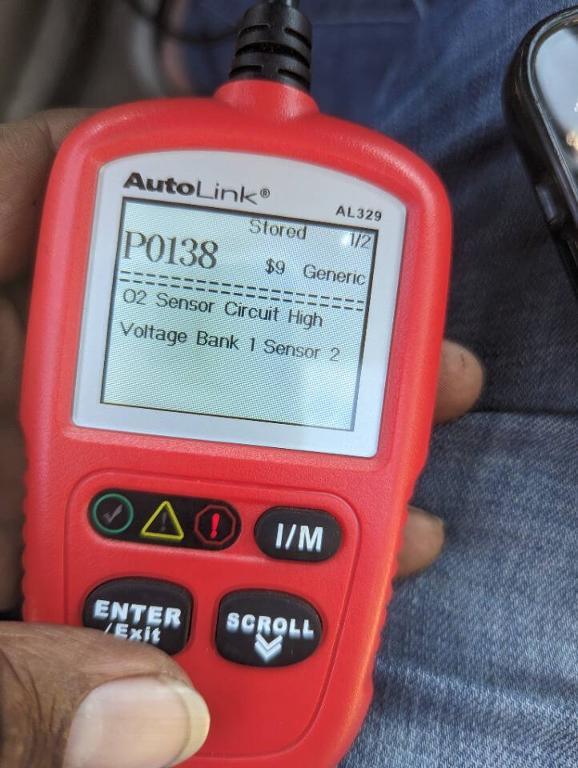 AutoLink®
AL329
Stored 1/2
P0138 $9 Generic
O2 Sensor Circuit High
Voltage Bank 1 Sensor 2
I/M
ENTER
/Exit
SCROLL